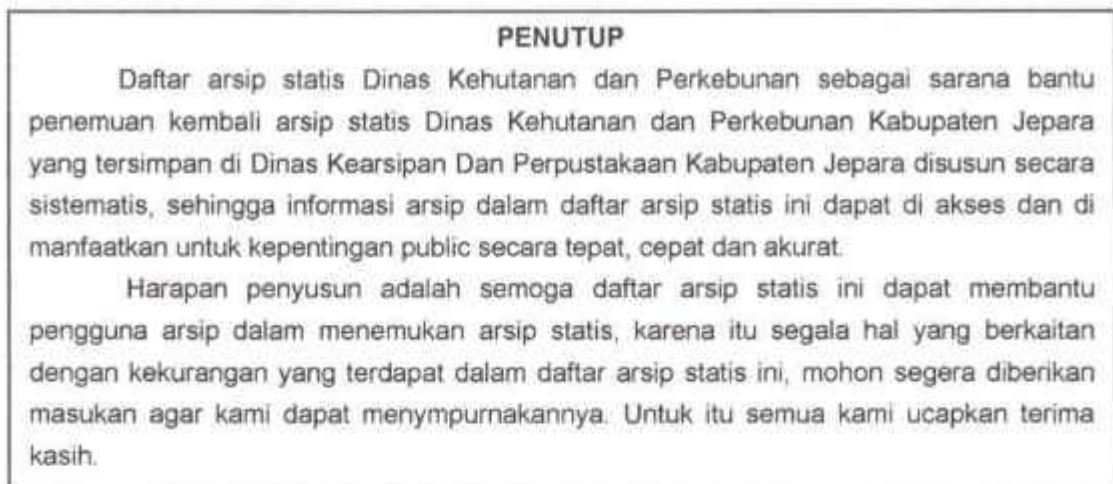 PENUTUP
Daftar arsip statis Dinas Kehutanan dan Perkebunan sebagai sarana bantu
penemuan kembali arsip statis Dinas Kehutanan dan Perkebunan Kabupaten Jepara
yang tersimpan di Dinas Kearsipan Dan Perpustakaan Kabupaten Jepara disusun secara
sistematis, sehingga informasi arsip dalam daftar arsip statis ini dapat di akses dan di
manfaatkan untuk kepentingan public secara tepat, cepat dan akurat.
Harapan penyusun adalah semoga daftar arsip statis ini dapat membantu
pengguna arsip dalam menemukan arsip statis, karena itu segala hal yang berkaitan
dengan kekurangan yang terdapat dalam daftar arsip statis ini, mohon segera diberikan
masukan agar kami dapat menympurnakannya. Untuk itu semua kami ucapkan terima
kasih.